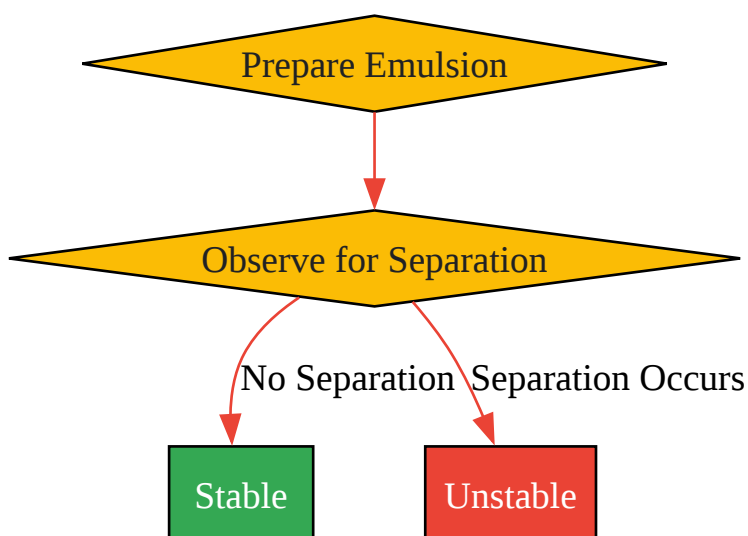 Prepare Emulsion
Observe for Separation
No Separation
Separation Occurs
Stable
Unstable